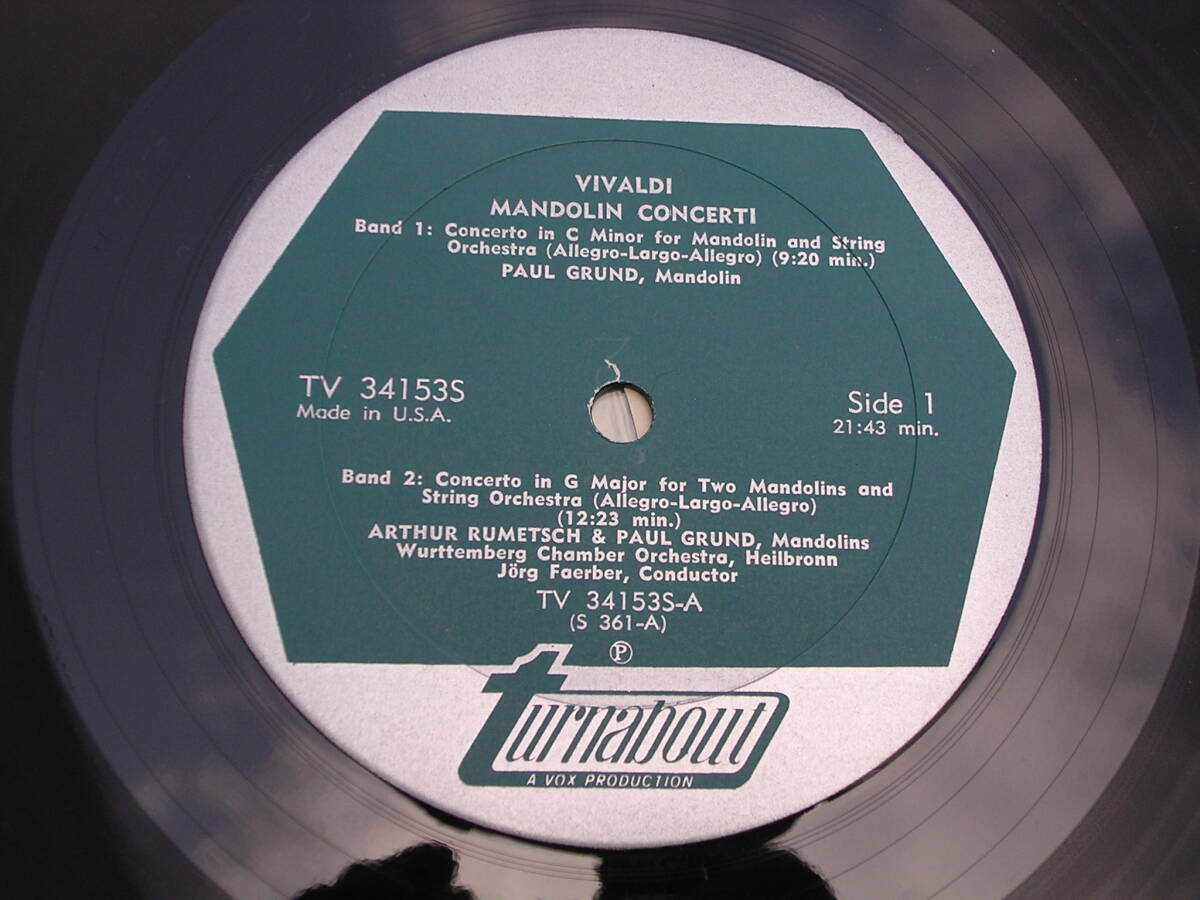 VIVALDI
MANDOLIN CONCERTI
Band 1: Concerto in C Minor for Mandolin and String
Orchestra (Allegro-Largo-Allegro) (9:20 min.)
PAUL GRUND, Mandolin
TV 34153S
Made in U.S.A.
Side 1
21:43 min.
Band 2: Concerto in G Major for Two Mandolins and
String Orchestra (Allegro-Largo-Allegro)
(12:23 min.)
ARTHUR RUMETSCH & PAUL GRUND, Mandolins
Wurttemberg Chamber Orchestra, Heilbronn
Jörg Faerber, Conductor
TV 34153S-A
(S 361-A)
Ⓟ
turnabout
A VOX PRODUCTION